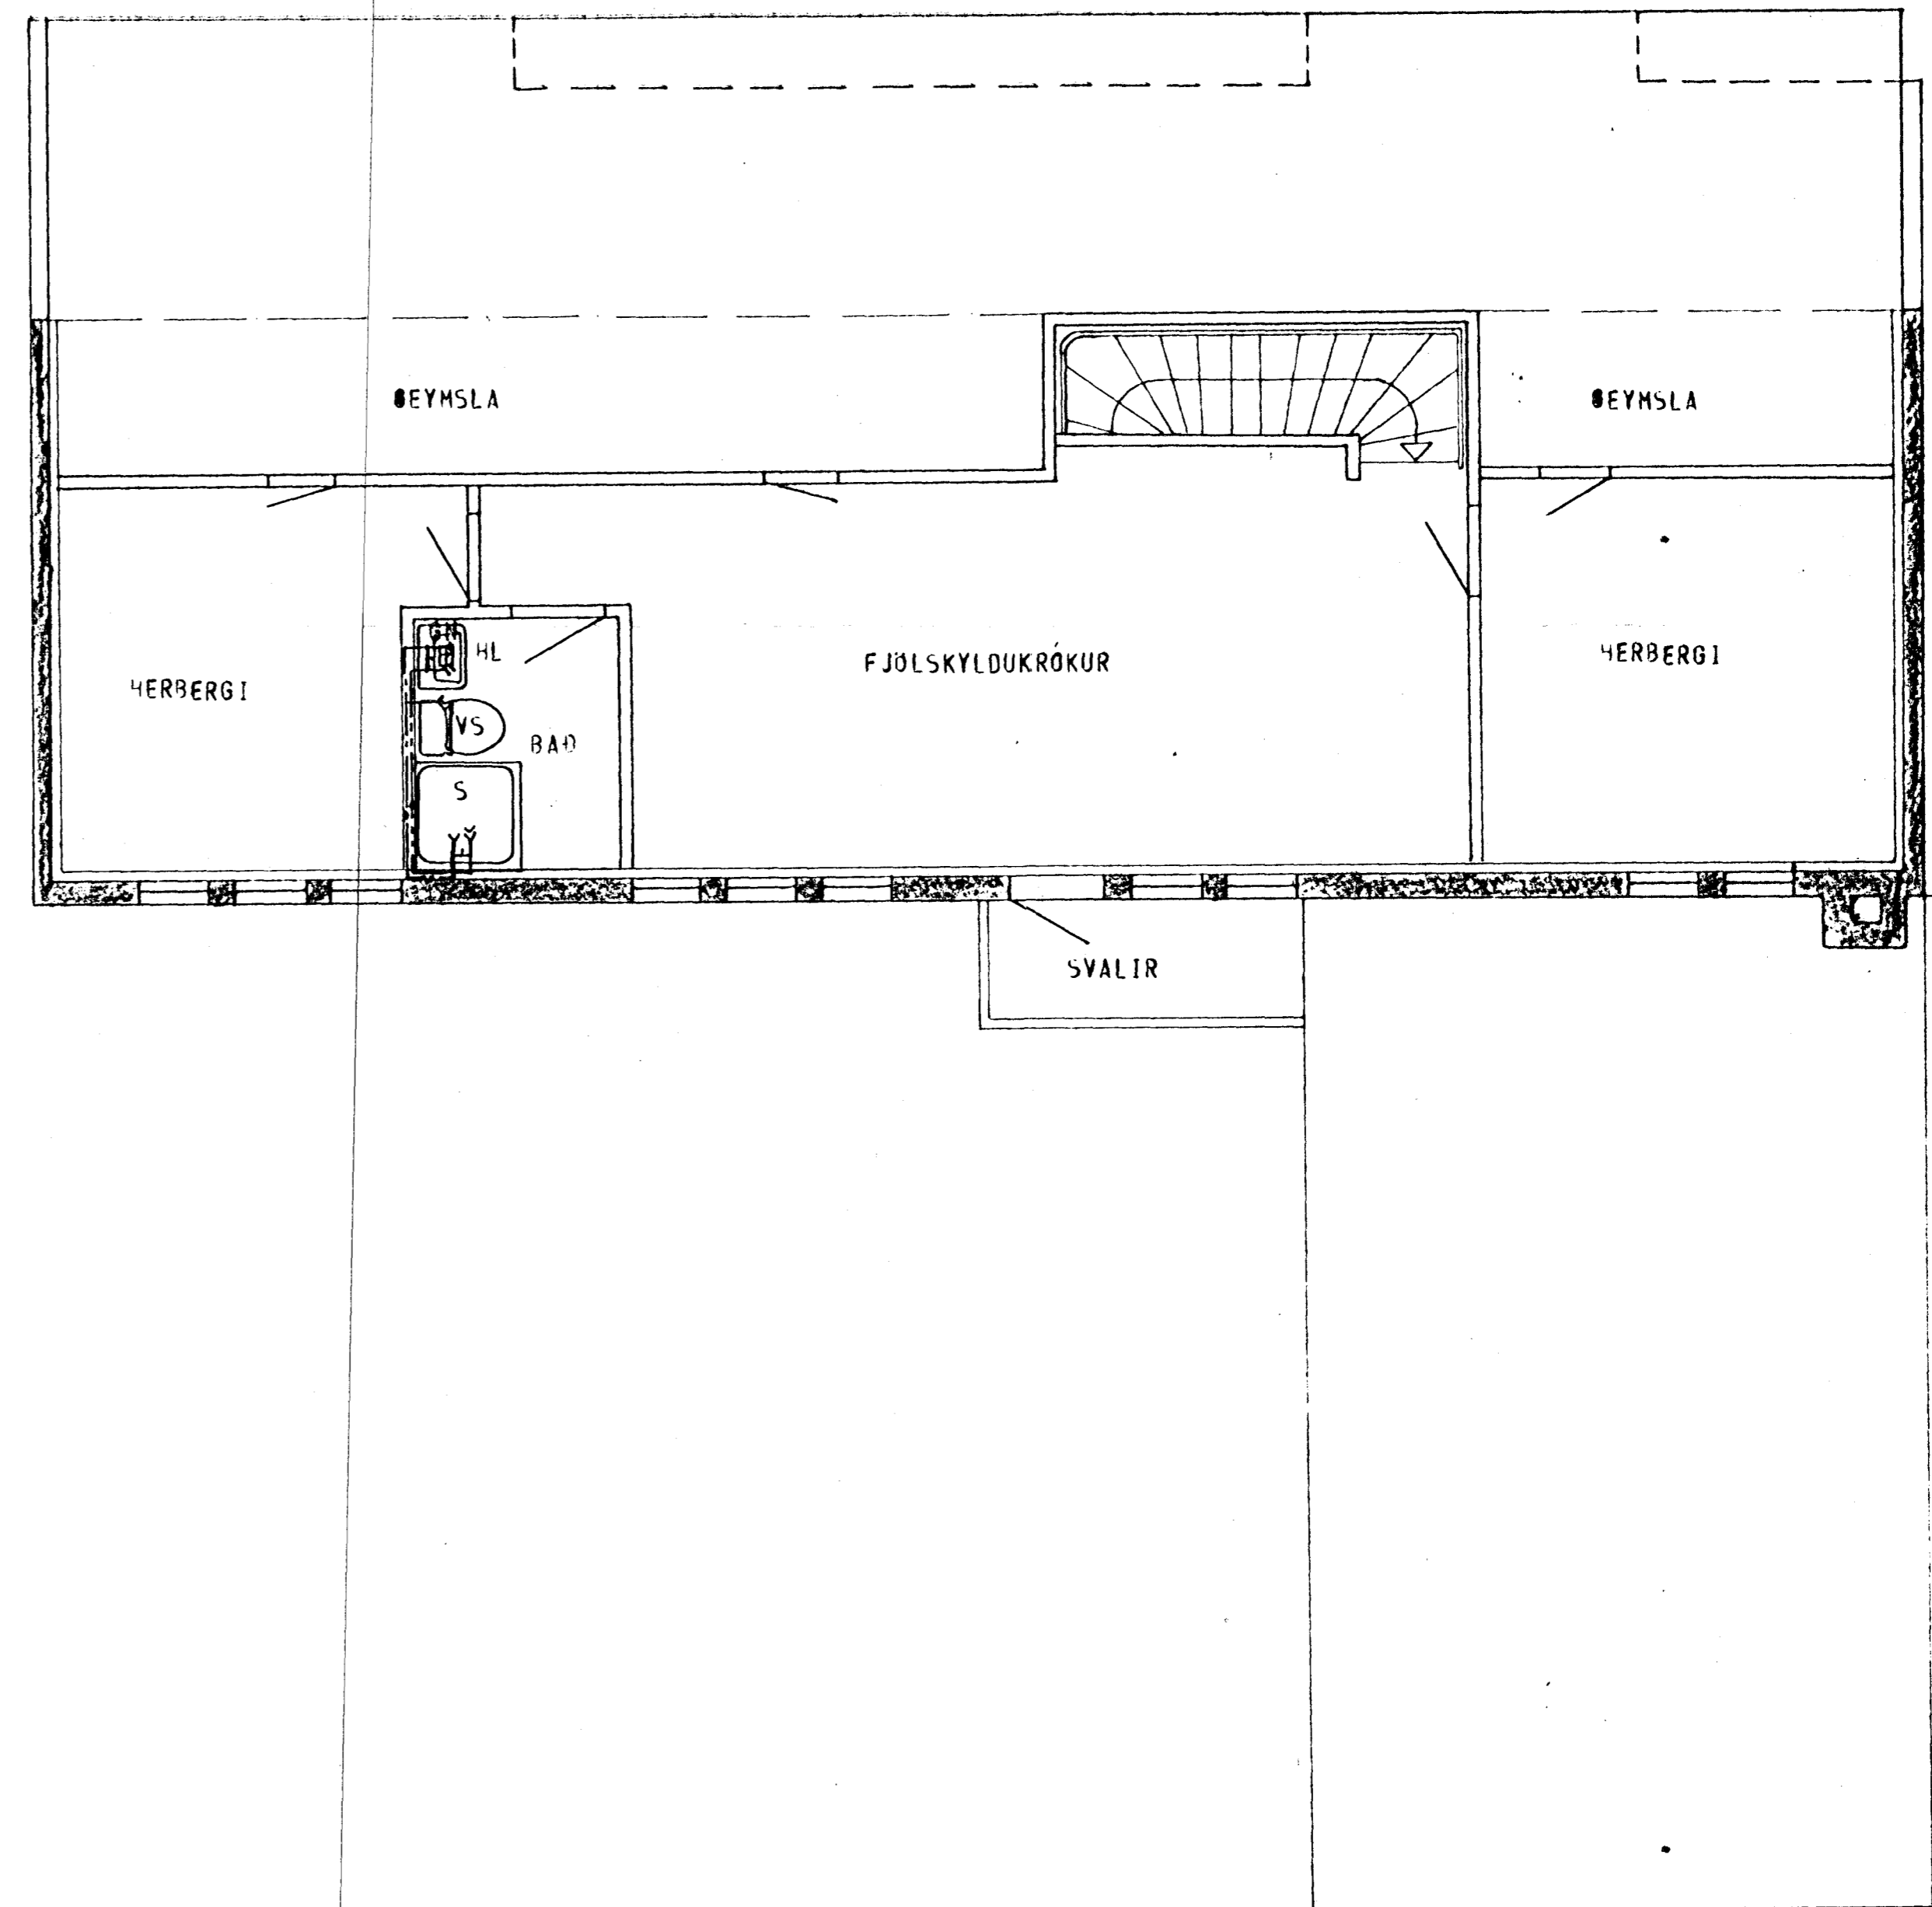 GEYMSLA
GEYMSLA
HL
FJÖLSKYLDUKRÓKUR
HERBERGI
HERBERGI
VS
BAÐ
S
SVALIR